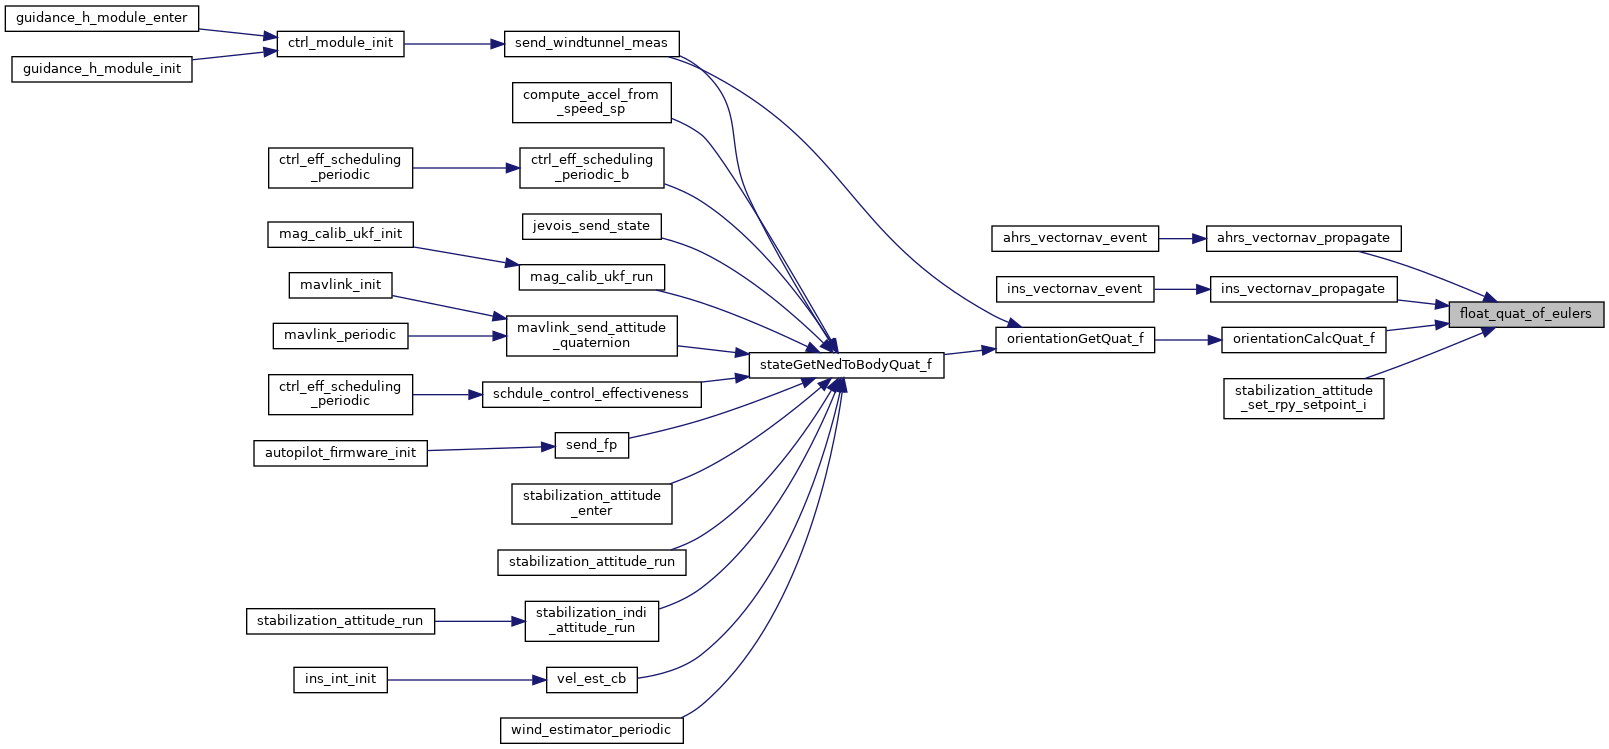 guidance_h_module_enter
guidance_h_module_init
ctrl_module_init
send_windtunnel_meas
compute_accel_from
_speed_sp
ctrl_eff_scheduling
_periodic
ctrl_eff_scheduling
_periodic_b
jevois_send_state
mag_calib_ukf_init
mag_calib_ukf_run
mavlink_init
mavlink_periodic
mavlink_send_attitude
_quaternion
ctrl_eff_scheduling
_periodic
schdule_control_effectiveness
autopilot_firmware_init
send_fp
stabilization_attitude
_enter
stabilization_attitude_run
stabilization_attitude_run
stabilization_indi
_attitude_run
ins_int_init
vel_est_cb
wind_estimator_periodic
stateGetNedToBodyQuat_f
ahrs_vectornav_event
ahrs_vectornav_propagate
ins_vectornav_event
ins_vectornav_propagate
orientationGetQuat_f
orientationCalcQuat_f
stabilization_attitude
_set_rpy_setpoint_i
float_quat_of_eulers